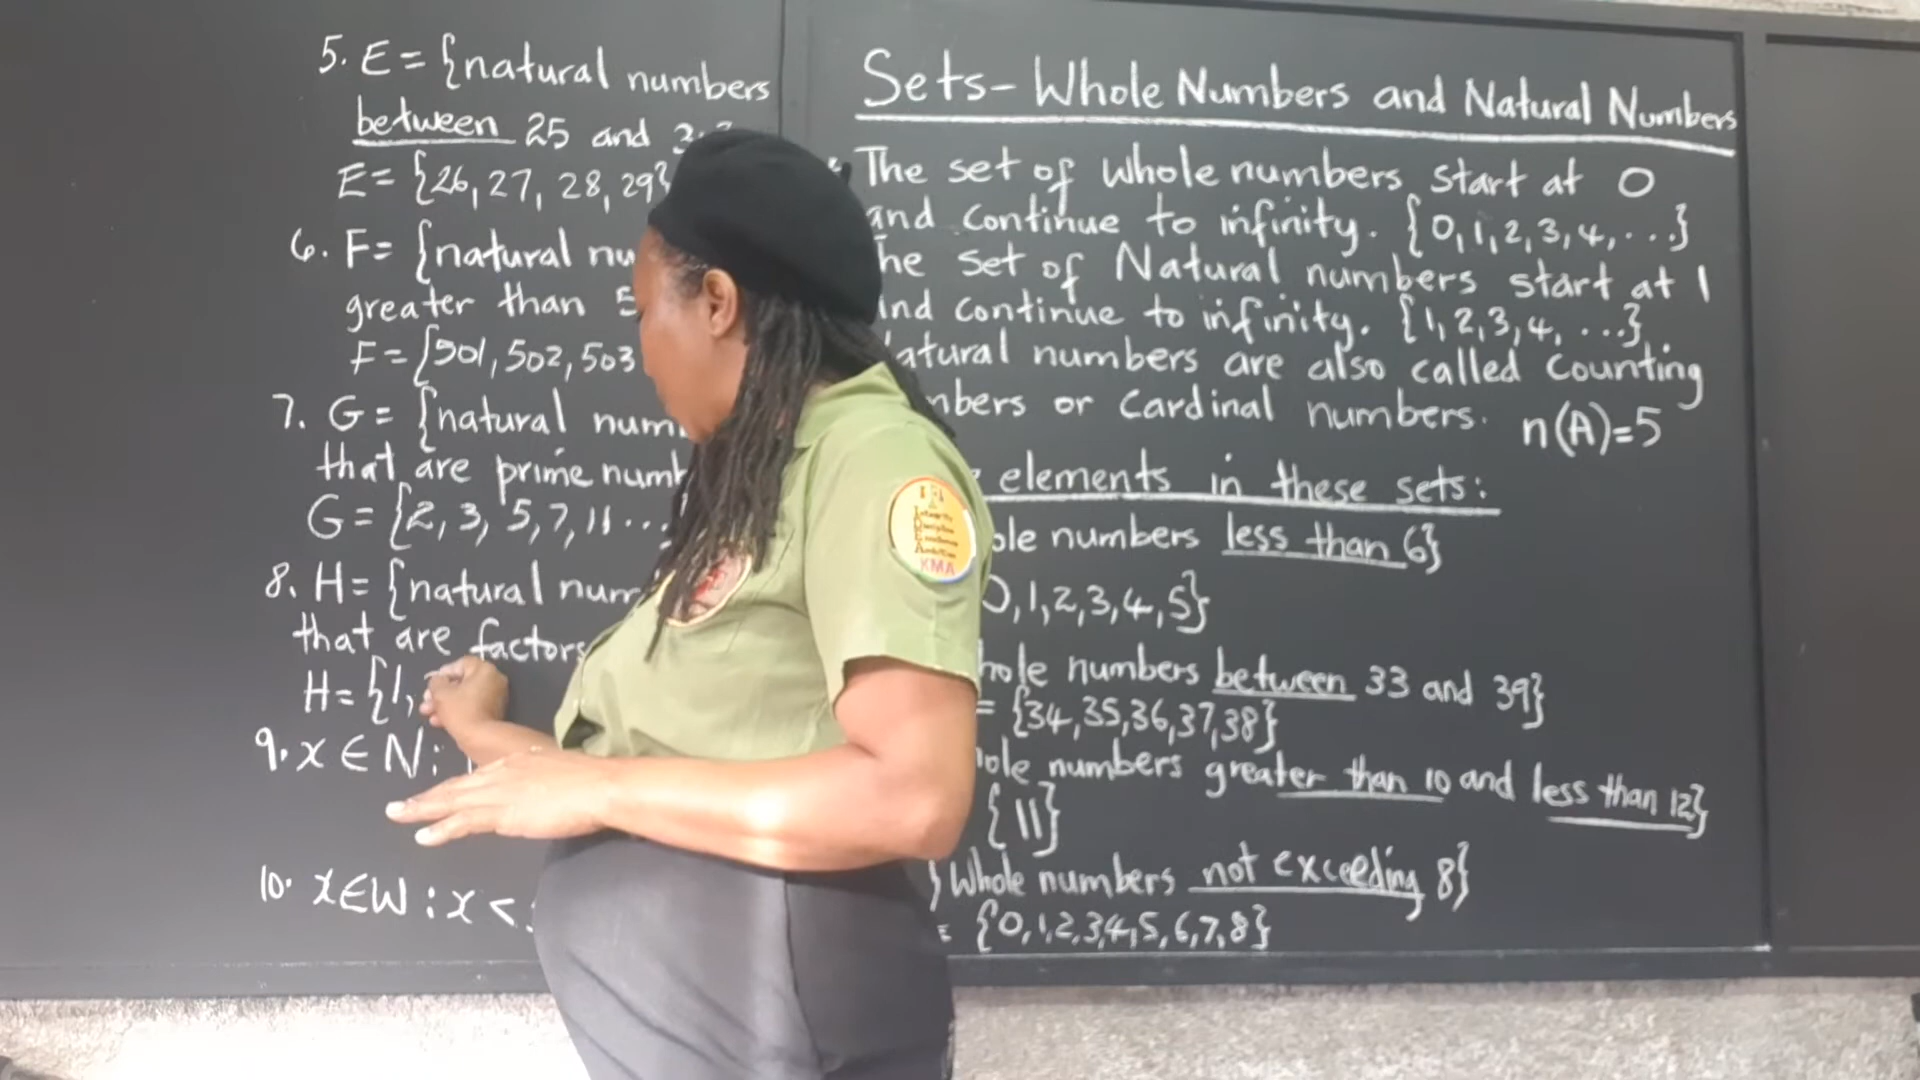 5. E = {natural numbers
between 25 and
E = {26, 27, 28, 29}
6. F = {natural
greater than
F = {501, 502, 503
7. G = {natural
that are prime
G = {2, 3, 5, 7, 11 ...
8. H = {natural
that are factors
H = {1,
9. x ∈ N :
10. x ∈ W : x <
Sets - Whole Numbers and Natural Numbers
The set of whole numbers start at 0
and continue to infinity. {0, 1, 2, 3, 4, ...}
The set of Natural numbers start at 1
and continue to infinity. {1, 2, 3, 4, ...}
Natural numbers are also called Counting
numbers or Cardinal numbers. n(A)=5
elements in these sets:
whole numbers less than 6}
0, 1, 2, 3, 4, 5}
whole numbers between 33 and 39}
= {34, 35, 36, 37, 38}
whole numbers greater than 10 and less than 12}
{11}
Whole numbers not exceeding 8}
= {0, 1, 2, 3, 4, 5, 6, 7, 8}
KMA